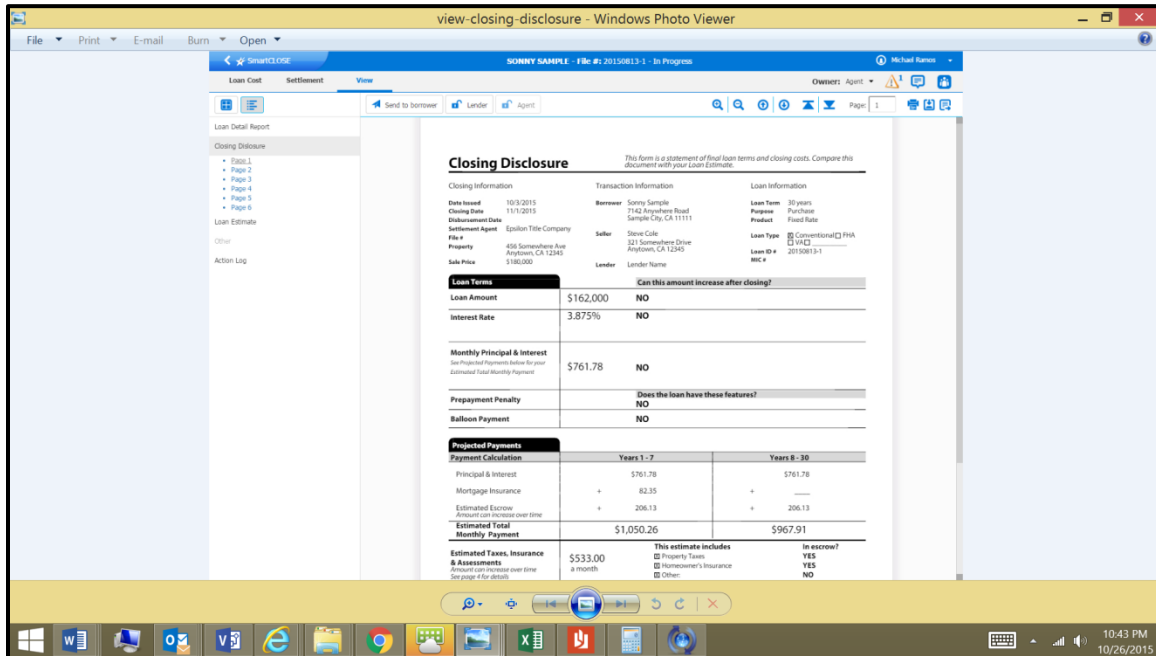 view-closing-disclosure - Windows Photo Viewer
File Print E-mail Burn Open
SmartCLOSE SONNY SAMPLE - File #: 20150813-1 - In Progress Michael Ramos
Loan Cost Settlement View Owner: Agent 1
Send to borrower Lender Agent Page: 1
Loan Detail Report
Closing Dislosure
Page 1
Page 2
Page 3
Page 4
Page 5
Page 6
Loan Estimate
Other
Action Log
Closing Disclosure
This form is a statement of final loan terms and closing costs. Compare this
document with your Loan Estimate.
Closing Information
Date Issued 10/3/2015
Closing Date 11/1/2015
Disbursement Date
Settlement Agent Epsilon Title Company
File #
Property 456 Somewhere Ave
Anytown, CA 12345
Sale Price $180,000
Transaction Information
Borrower Sonny Sample
7142 Anywhere Road
Sample City, CA 11111
Seller Steve Cole
321 Somewhere Drive
Anytown, CA 12345
Lender Lender Name
Loan Information
Loan Term 30 years
Purpose Purchase
Product Fixed Rate
Loan Type Conventional FHA
VA
Loan ID # 20150813-1
MIC #
Loan Terms Can this amount increase after closing?
Loan Amount $162,000 NO
Interest Rate 3.875% NO
Monthly Principal & Interest
See Projected Payments below for your
Estimated Total Monthly Payment
$761.78 NO
Does the loan have these features?
Prepayment Penalty NO
Balloon Payment NO
Projected Payments
Payment Calculation Years 1 - 7 Years 8 - 30
Principal & Interest $761.78 $761.78
Mortgage Insurance + 82.35 + __
Estimated Escrow + 206.13 + 206.13
Amount can increase over time
Estimated Total
Monthly Payment $1,050.26 $967.91
Estimated Taxes, Insurance
& Assessments
Amount can increase over time
See page 4 for details
$533.00
a month
This estimate includes In escrow?
Property Taxes YES
Homeowner's Insurance YES
Other: NO
10:43 PM
10/26/2015